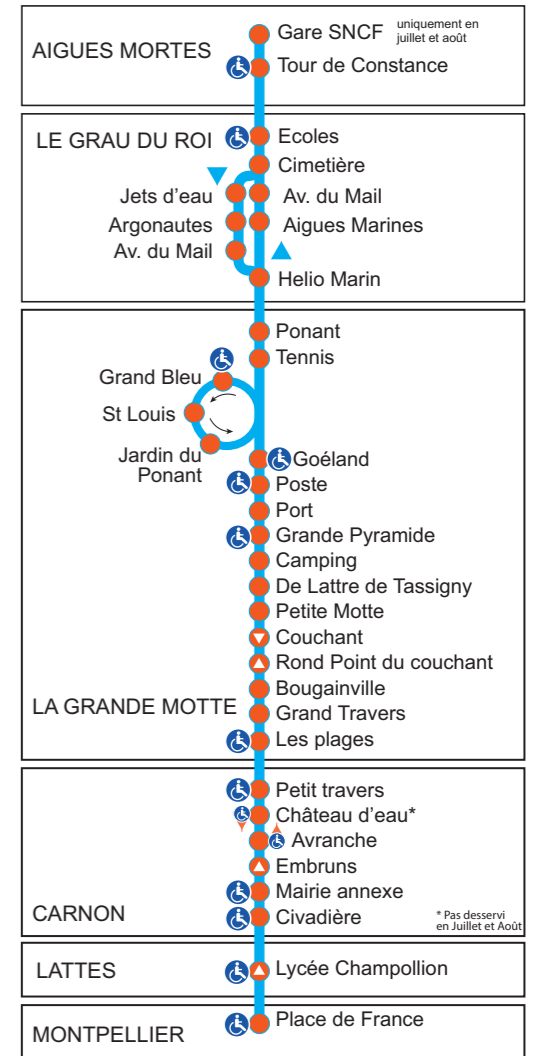 AIGUES MORTES
Gare SNCF
uniquement en
juillet et août
Tour de Constance
LE GRAU DU ROI
Ecoles
Cimetière
Jets d'eau
Av. du Mail
Argonautes
Aigues Marines
Av. du Mail
Helio Marin
Ponant
Tennis
Grand Bleu
St Louis
Jardin du
Ponant
Goéland
Poste
Port
Grande Pyramide
Camping
De Lattre de Tassigny
Petite Motte
Couchant
Rond Point du couchant
Bougainville
LA GRANDE MOTTE
Grand Travers
Les plages
Petit travers
Château d'eau*
Avranche
Embruns
Mairie annexe
CARNON
Civadière
* Pas desservi
en Juillet et Août
LATTES
Lycée Champollion
MONTPELLIER
Place de France